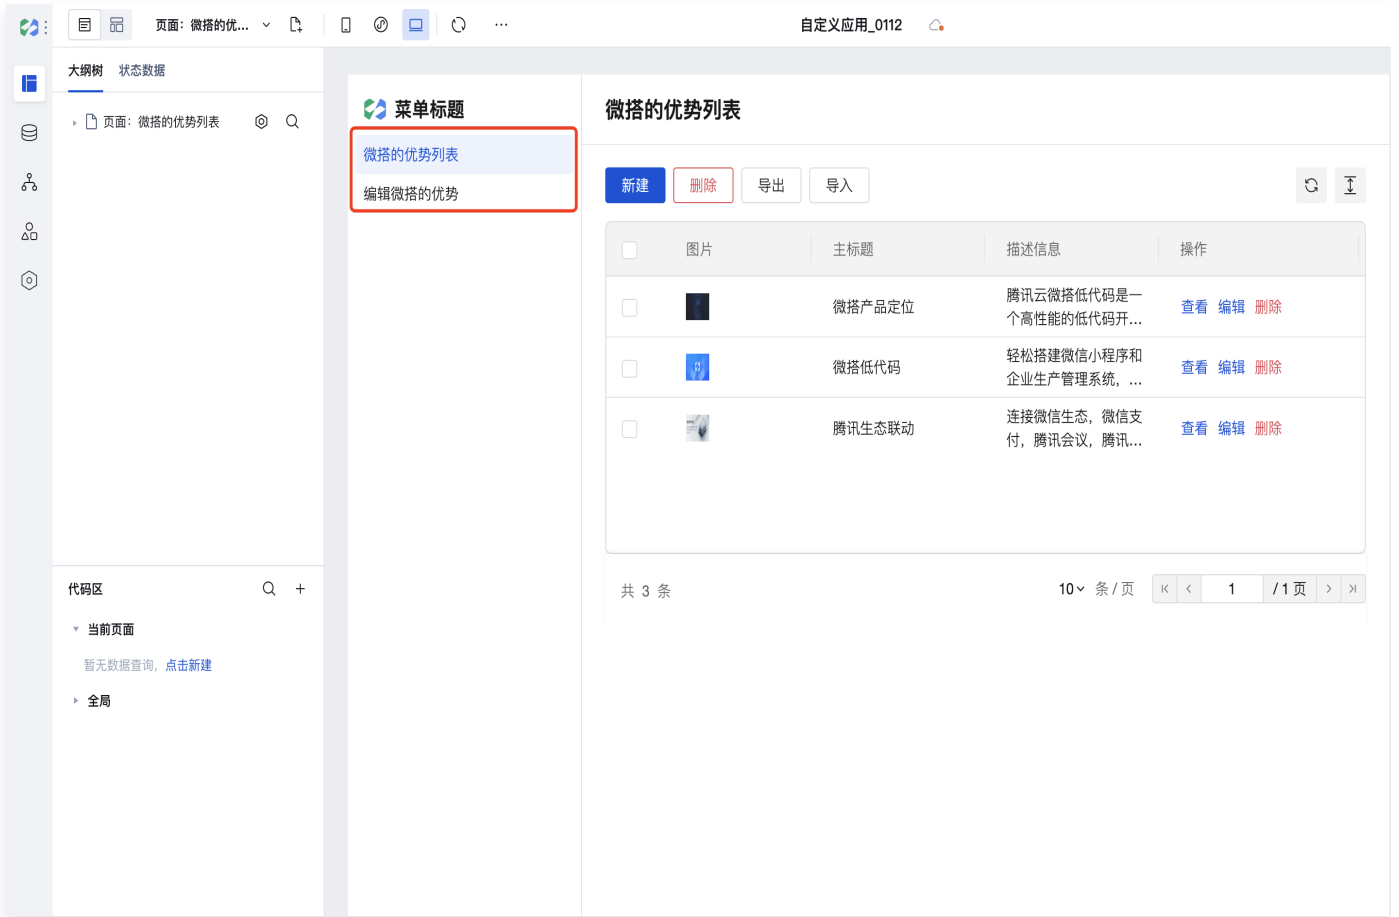 页面：微搭的优...
自定义应用_0112
大纲树
状态数据
页面：微搭的优势列表
代码区
当前页面
暂无数据查询，点击新建
全局
菜单标题
微搭的优势列表
编辑微搭的优势
微搭的优势列表
新建
删除
导出
导入
图片
主标题
描述信息
操作
微搭产品定位
腾讯云微搭低代码是一
个高性能的低代码开...
查看 编辑 删除
微搭低代码
轻松搭建微信小程序和
企业生产管理系统，...
查看 编辑 删除
腾讯生态联动
连接微信生态，微信支
付，腾讯会议，腾讯...
查看 编辑 删除
共 3 条
10 条 / 页
1
/ 1 页